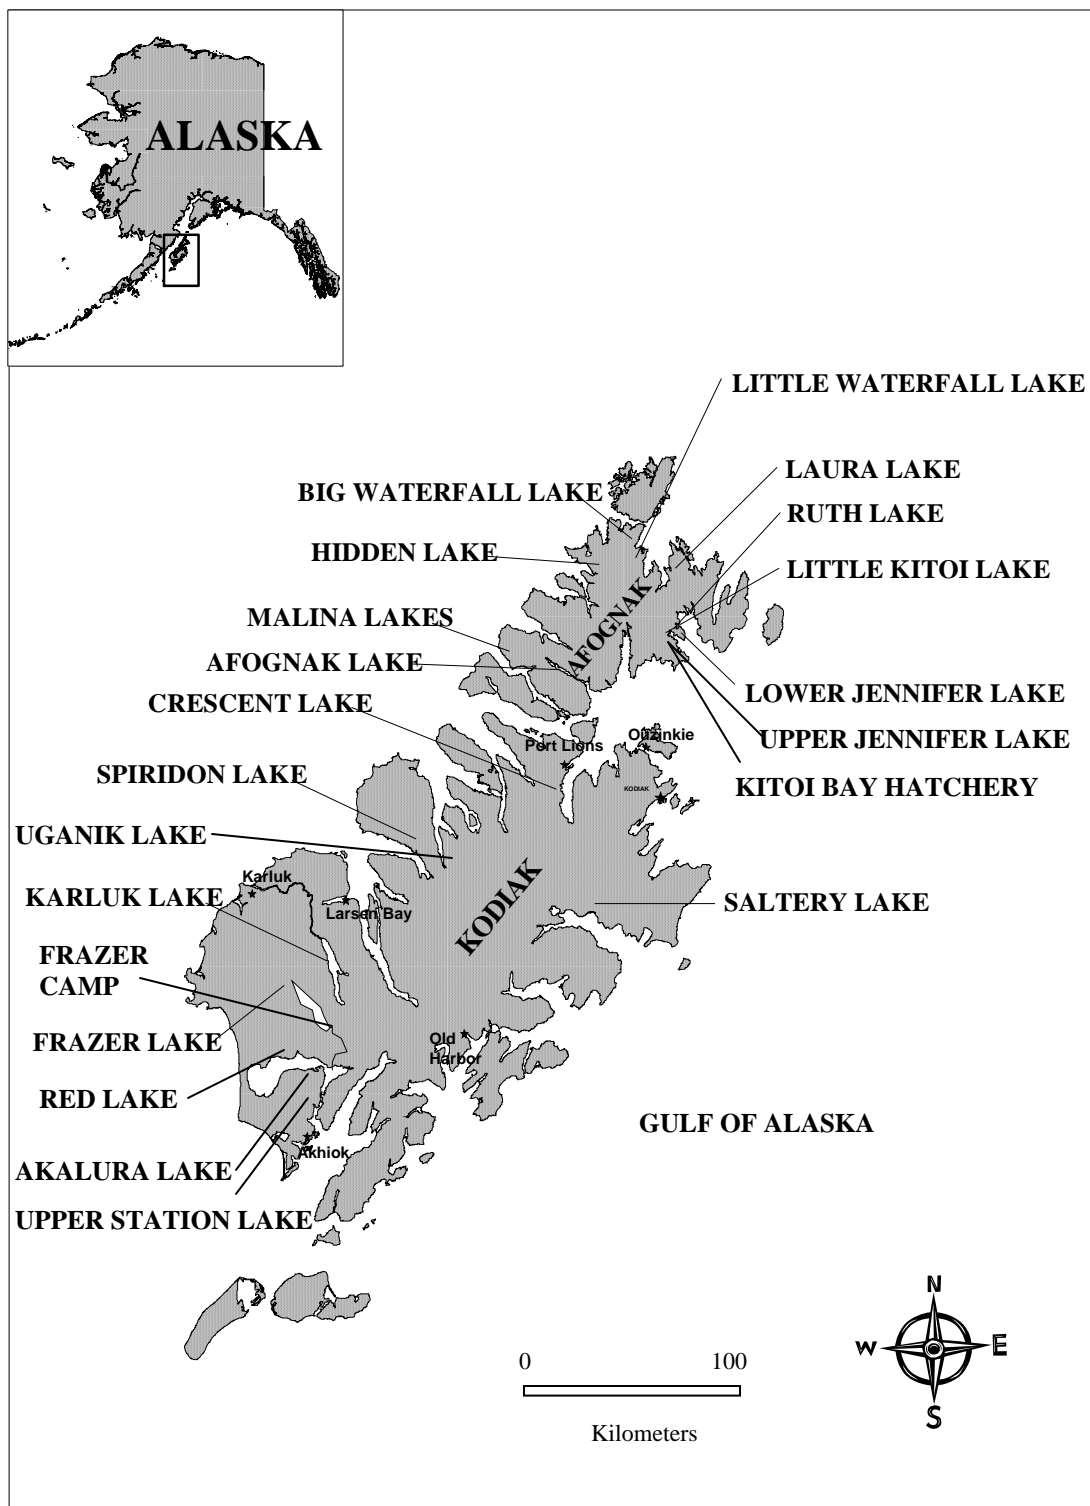 ALASKA
LITTLE WATERFALL LAKE
LAURA LAKE
BIG WATERFALL LAKE
RUTH LAKE
HIDDEN LAKE
LITTLE KITOI LAKE
AFOGNAK
MALINA LAKES
AFOGNAK LAKE
LOWER JENNIFER LAKE
CRESCENT LAKE
Ouzinkie
UPPER JENNIFER LAKE
Port Lions
SPIRIDON LAKE
KODIAK
KITOI BAY HATCHERY
UGANIK LAKE
Karluk
KARLUK LAKE
Larsen Bay
KODIAK
SALTERY LAKE
FRAZER
CAMP
FRAZER LAKE
Old
Harbor
RED LAKE
GULF OF ALASKA
Akhiok
AKALURA LAKE
UPPER STATION LAKE
N
W
E
S
0 100
Kilometers